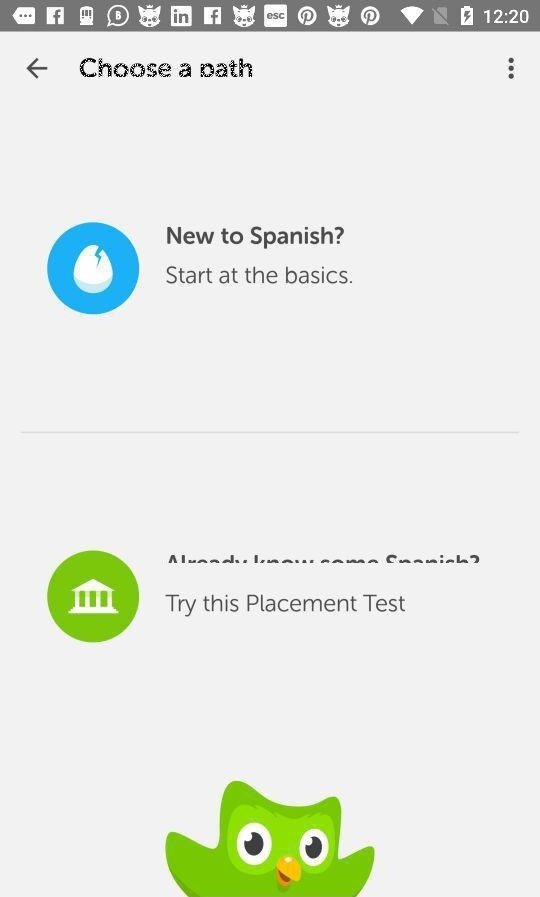 esc 12:20
Choose a path
New to Spanish?
Start at the basics.
Already know some Spanish?
Try this Placement Test